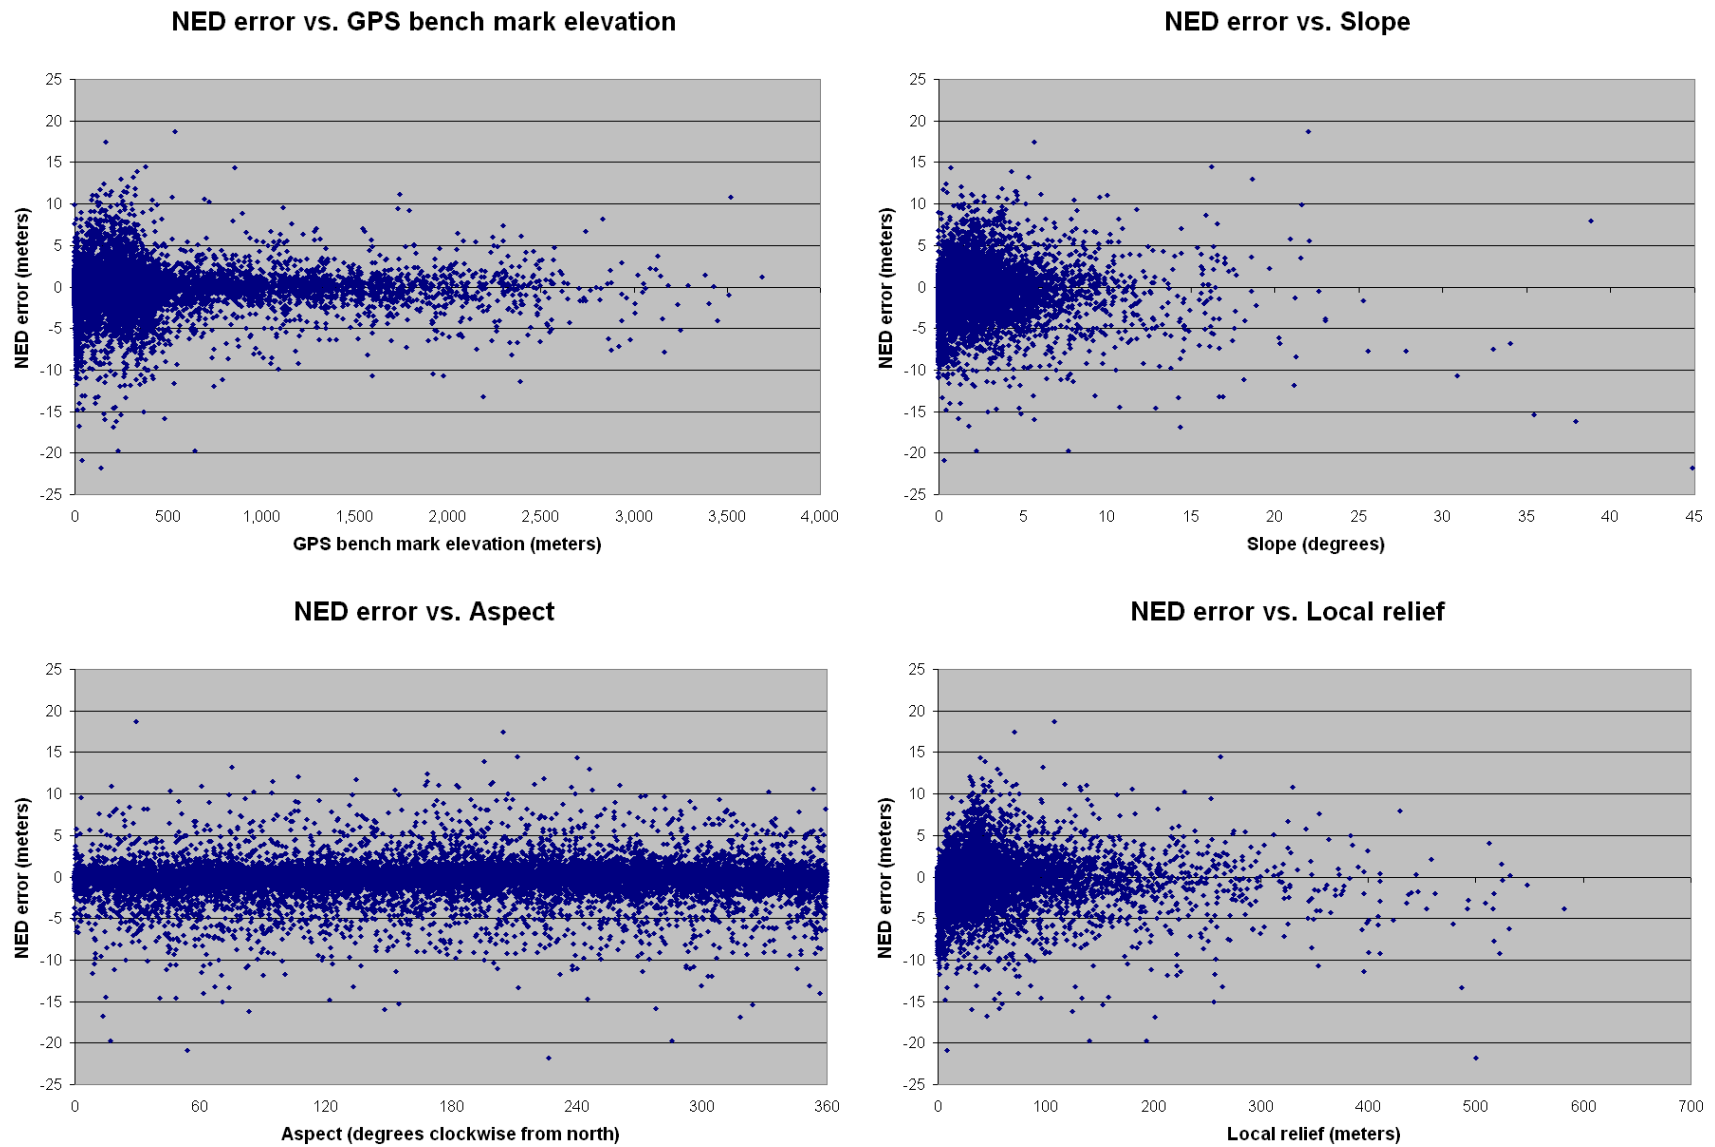 NED error vs. GPS bench mark elevation
25
20
15
10
5
0
-5
-10
-15
-20
-25
NED error (meters)
0 500 1,000 1,500 2,000 2,500 3,000 3,500 4,000
GPS bench mark elevation (meters)
NED error vs. Slope
25
20
15
10
5
0
-5
-10
-15
-20
-25
NED error (meters)
0 5 10 15 20 25 30 35 40 45
Slope (degrees)
NED error vs. Aspect
25
20
15
10
5
0
-5
-10
-15
-20
-25
NED error (meters)
0 60 120 180 240 300 360
Aspect (degrees clockwise from north)
NED error vs. Local relief
25
20
15
10
5
0
-5
-10
-15
-20
-25
NED error (meters)
0 100 200 300 400 500 600 700
Local relief (meters)